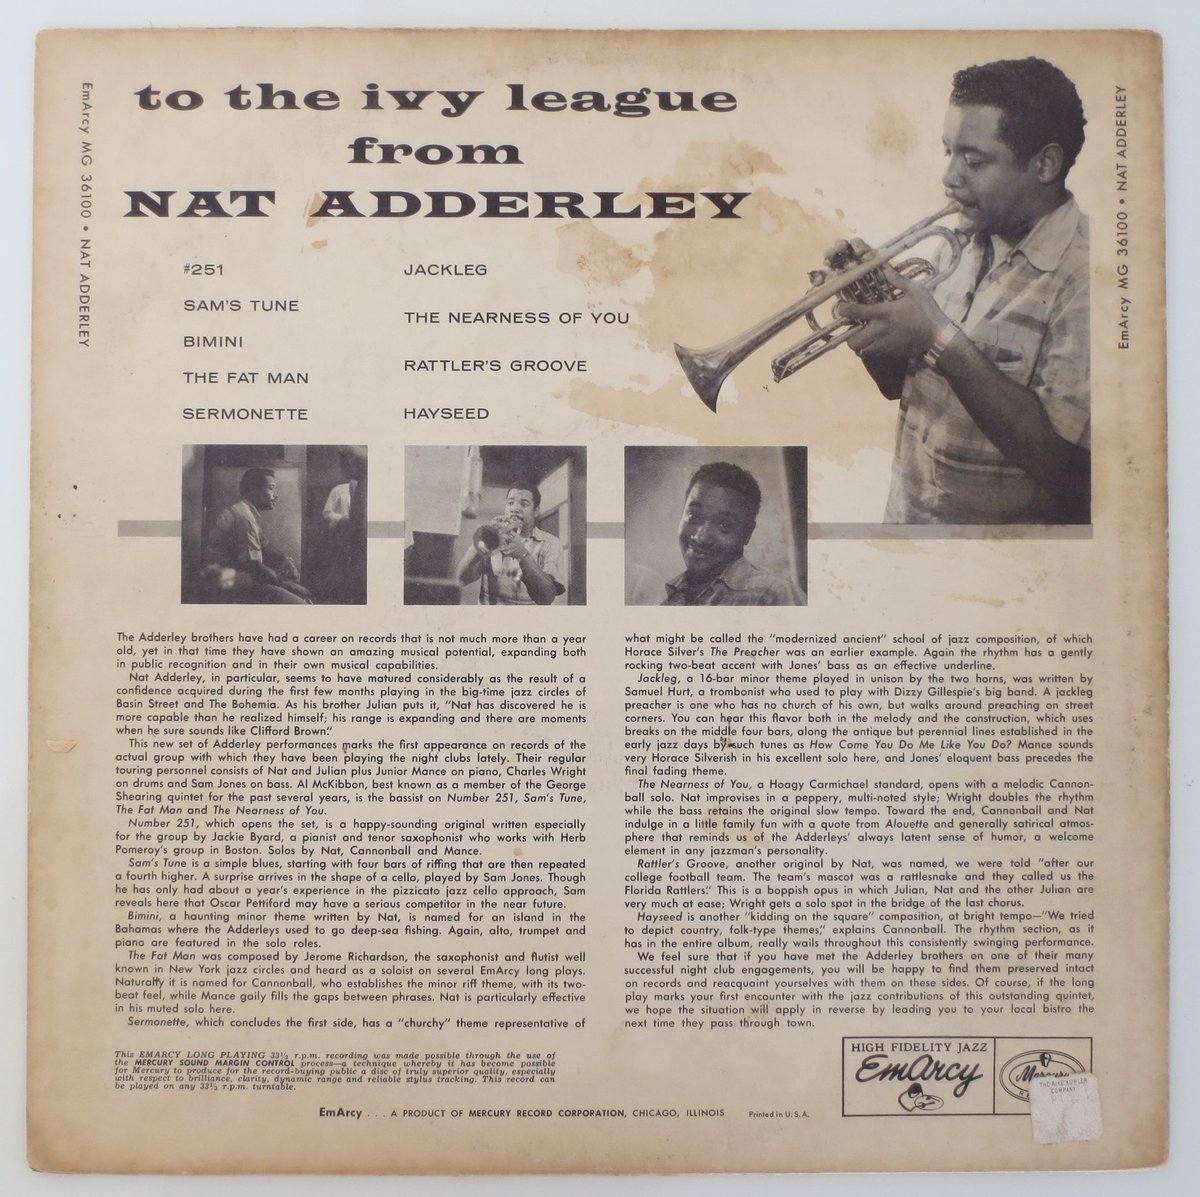 to the ivy league
from
NAT ADDERLEY
EmArcy MG 36100 • NAT ADDERLEY
EmArcy MG 36100 • NAT ADDERLEY
#251
SAM'S TUNE
BIMINI
THE FAT MAN
SERMONETTE
JACKLEG
THE NEARNESS OF YOU
RATTLER'S GROOVE
HAYSEED
The Adderley brothers have had a career on records that is not much more than a year
old, yet in that time they have shown an amazing musical potential, expanding both
in public recognition and in their own musical capabilities.
Nat Adderley, in particular, seems to have matured considerably as the result of a
confidence acquired during the first few months playing in the big-time jazz circles of
Basin Street and The Bohemia. As his brother Julian puts it, "Nat has discovered he is
more capable than he realized himself; his range is expanding and there are moments
when he sure sounds like Clifford Brown."
This new set of Adderley performances marks the first appearance on records of the
actual group with which they have been playing the night clubs lately. Their regular
touring personnel consists of Nat and Julian plus Junior Mance on piano, Charles Wright
on drums and Sam Jones on bass. Al McKibbon, best known as a member of the George
Shearing quintet for the past several years, is the bassist on Number 251, Sam's Tune,
The Fat Man and The Nearness of You.
Number 251, which opens the set, is a happy-sounding original written especially
for the group by Jackie Byard, a pianist and tenor saxophonist who works with Herb
Pomeroy's group in Boston. Solos by Nat, Cannonball and Mance.
Sam's Tune is a simple blues, starting with four bars of riffing that are then repeated
a fourth higher. A surprise arrives in the shape of a cello, played by Sam Jones. Though
he has only had about a year's experience in the pizzicato jazz cello approach, Sam
reveals here that Oscar Pettiford may have a serious competitor in the near future.
Bimini, a haunting minor theme written by Nat, is named for an island in the
Bahamas where the Adderleys used to go deep-sea fishing. Again, alto, trumpet and
piano are featured in the solo roles.
The Fat Man was composed by Jerome Richardson, the saxophonist and flutist well
known in New York jazz circles and heard as a soloist on several EmArcy long plays.
Naturally it is named for Cannonball, who establishes the minor riff theme, with its two-
beat feel, while Mance gaily fills the gaps between phrases. Nat is particularly effective
in his muted solo here.
Sermonette, which concludes the first side, has a "churchy" theme representative of
what might be called the "modernized ancient" school of jazz composition, of which
Horace Silver's The Preacher was an earlier example. Again the rhythm has a gently
rocking two-beat accent with Jones' bass as an effective underline.
Jackleg, a 16-bar minor theme played in unison by the two horns, was written by
Samuel Hurt, a trombonist who used to play with Dizzy Gillespie's big band. A jackleg
preacher is one who has no church of his own, but walks around preaching on street
corners. You can hear this flavor both in the melody and the construction, which uses
breaks on the middle four bars, along the antique but perennial lines established in the
early jazz days by such tunes as How Come You Do Me Like You Do? Mance sounds
very Horace Silverish in his excellent solo here, and Jones' eloquent bass precedes the
final fading theme.
The Nearness of You, a Hoagy Carmichael standard, opens with a melodic Cannon-
ball solo. Nat improvises in a peppery, multi-noted style; Wright doubles the rhythm
while the bass retains the original slow tempo. Toward the end, Cannonball and Nat
indulge in a little family fun with a quote from Alouette and generally satirical atmos-
phere that reminds us of the Adderleys' always latent sense of humor, a welcome
element in any jazzman's personality.
Rattler's Groove, another original by Nat, was named, we were told "after our
college football team. The team's mascot was a rattlesnake and they called us the
Florida Rattlers." This is a boppish opus in which Julian, Nat and the other Julian are
very much at ease; Wright gets a solo spot in the bridge of the last chorus.
Hayseed is another "kidding on the square" composition, at bright tempo—"We tried
to depict country, folk-type themes," explains Cannonball. The rhythm section, as it
has in the entire album, really wails throughout this consistently swinging performance.
We feel sure that if you have met the Adderley brothers on one of their many
successful night club engagements, you will be happy to find them preserved intact
on records and reacquaint yourselves with them on these sides. Of course, if the long
play marks your first encounter with the jazz contributions of this outstanding quintet,
we hope the situation will apply in reverse by leading you to your local bistro the
next time they pass through town.
This EMARCY LONG PLAYING 33⅓ r.p.m. recording was made possible through the use of
the MERCURY SOUND MARGIN CONTROL process—a technique whereby it has become possible
for Mercury to produce for the record-buying public a disc of truly superior quality, especially
with respect to brilliance, clarity, dynamic range and reliable stylus tracking. This record can
be played on any 33⅓ r.p.m. turntable.
HIGH FIDELITY JAZZ
EmArcy
Mercury
EmArcy . . . A PRODUCT OF MERCURY RECORD CORPORATION, CHICAGO, ILLINOIS
Printed in U.S.A.
COMPANY